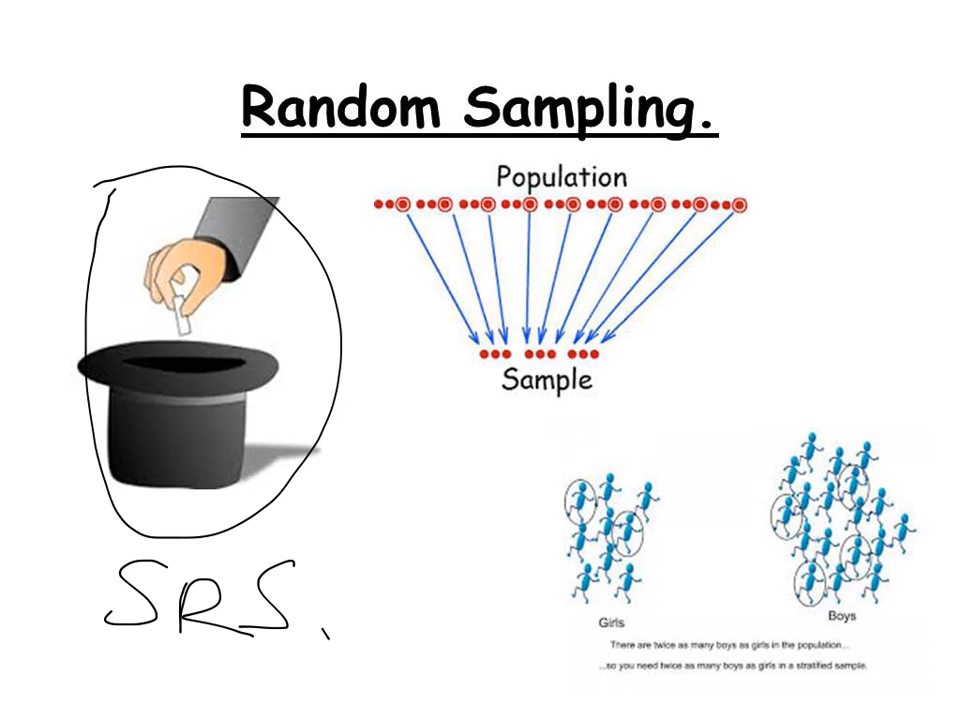 Random Sampling.
Population
Sample
SRS.
Girls
Boys
There are twice as many boys as girls in the population...
...so you need twice as many boys as girls in a stratified sample.